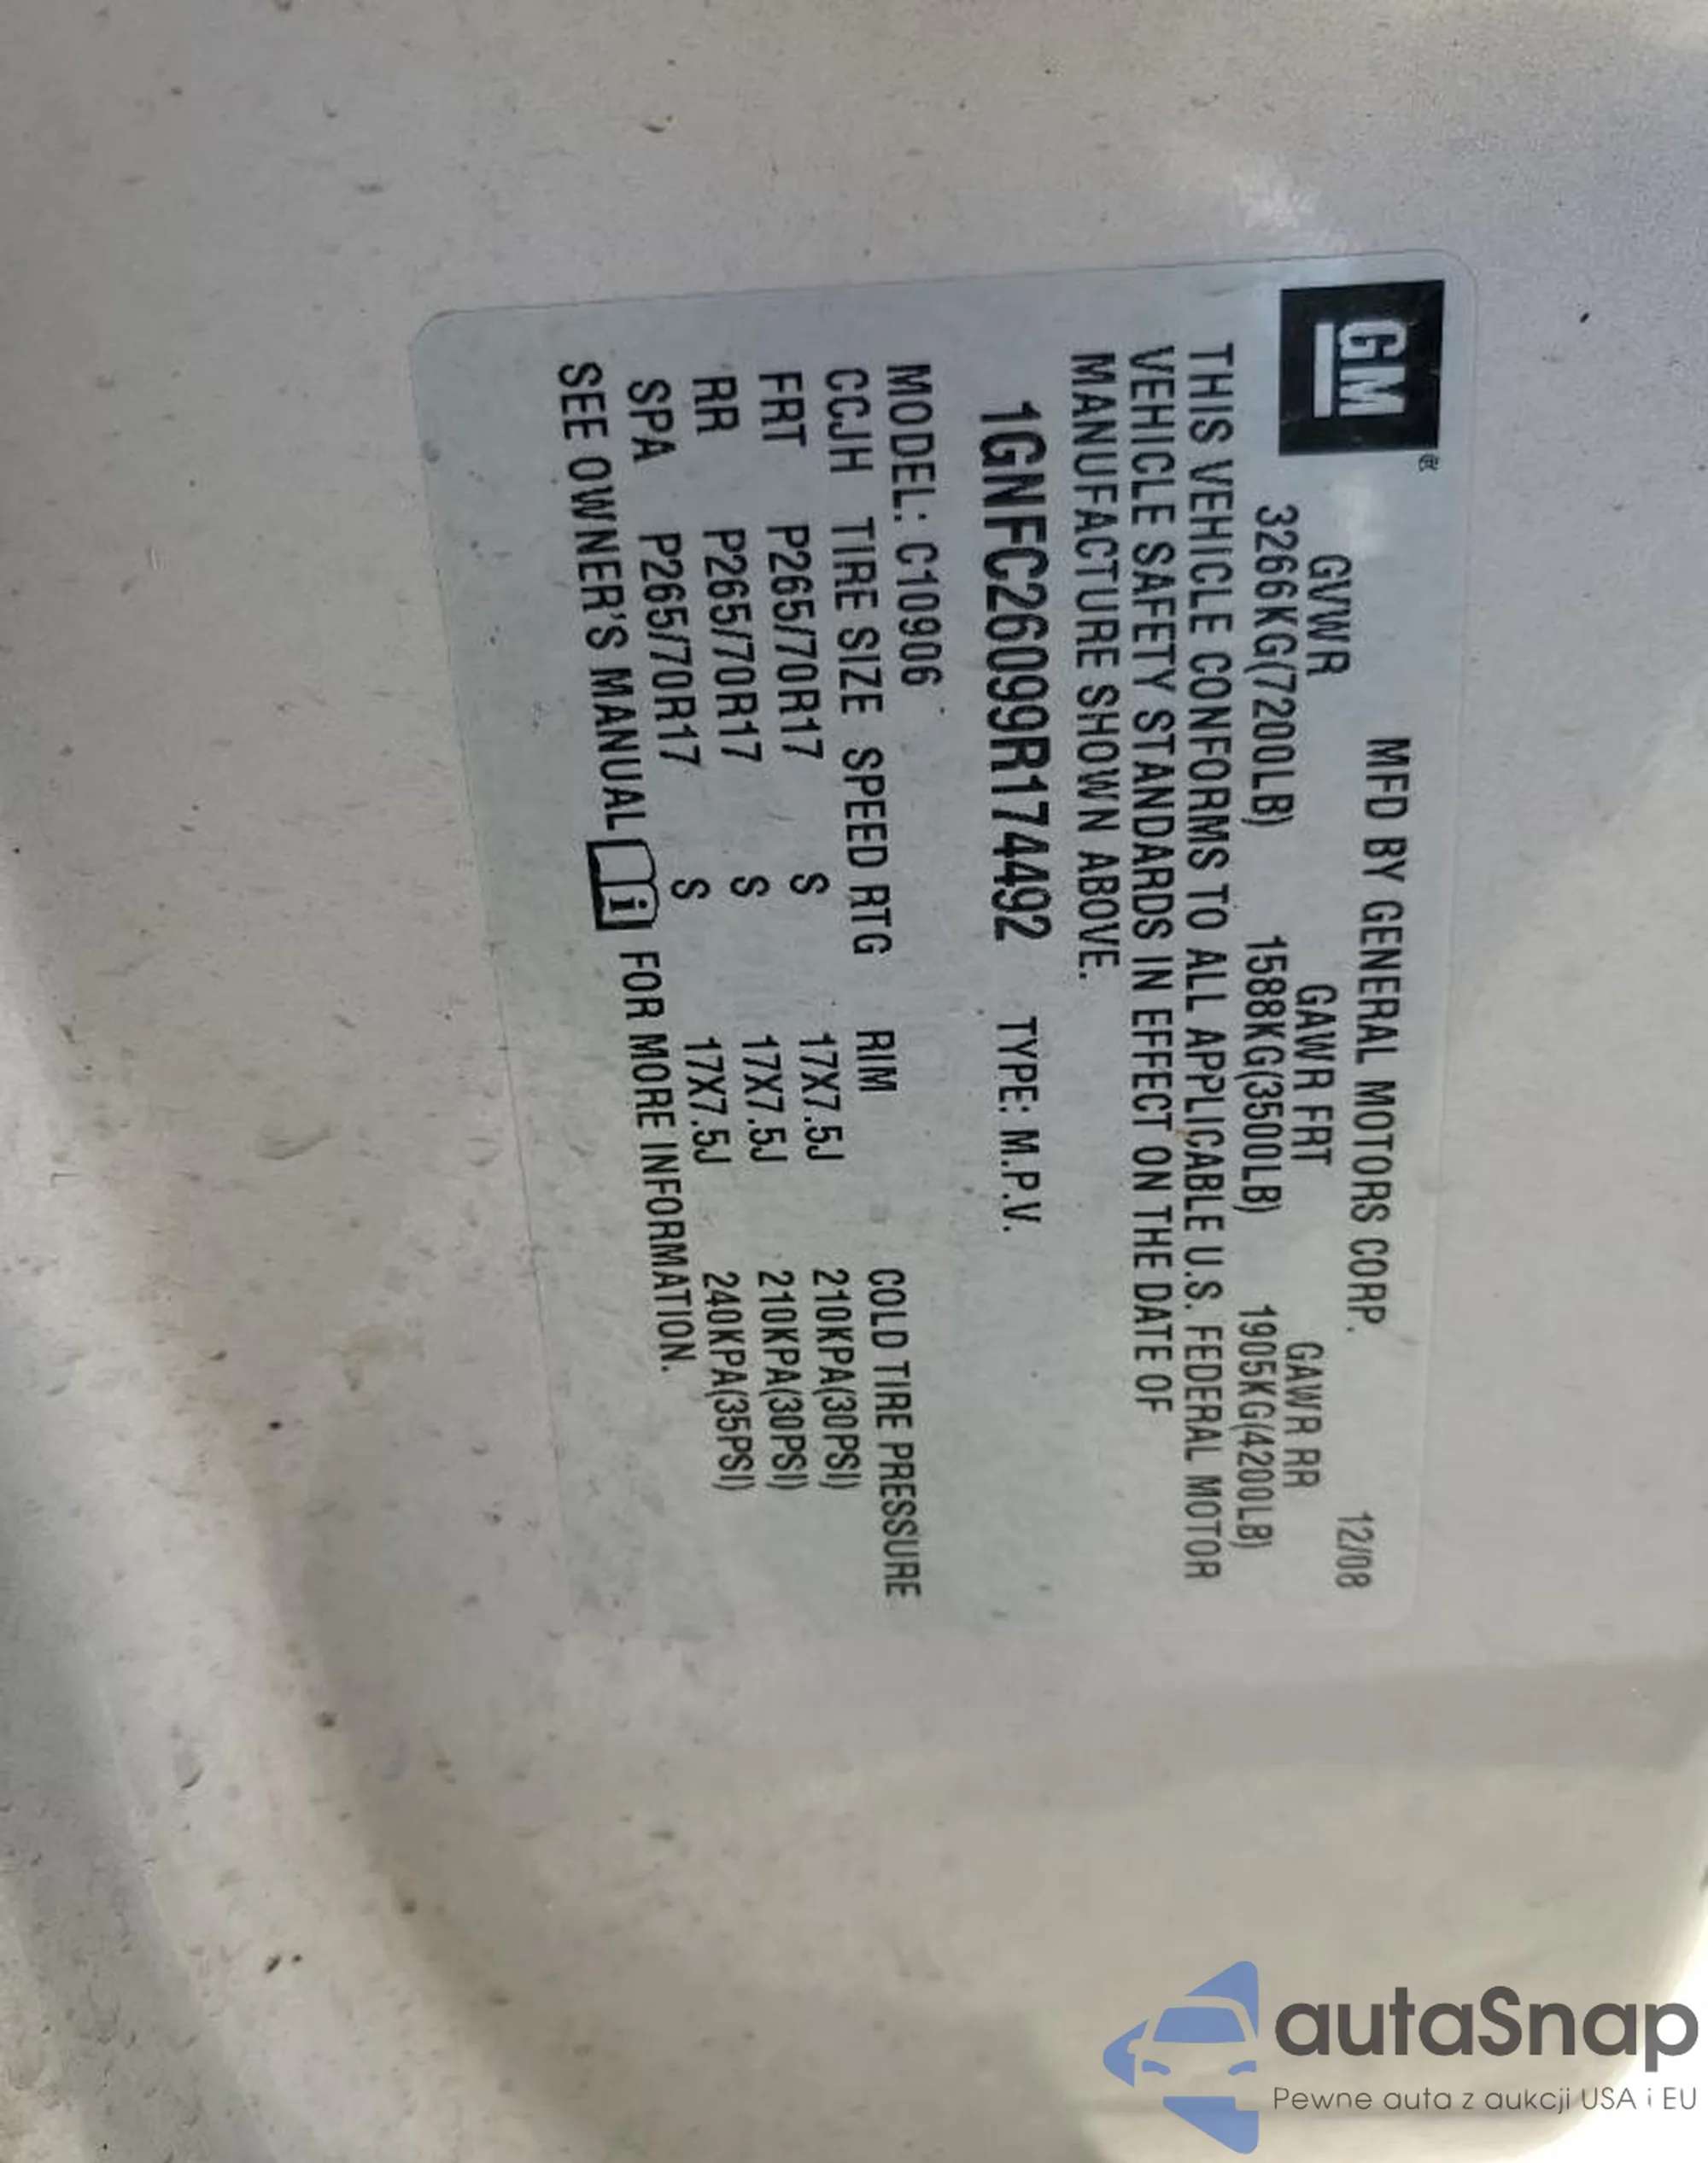 GM®
MFD BY GENERAL MOTORS CORP. 12/08
GVWR GAWR FRT GAWR RR
3266KG(7200LB) 1588KG(3500LB) 1905KG(4200LB)
THIS VEHICLE CONFORMS TO ALL APPLICABLE U.S. FEDERAL MOTOR
VEHICLE SAFETY STANDARDS IN EFFECT ON THE DATE OF
MANUFACTURE SHOWN ABOVE.
1GNFC26099R174492 TYPE: M.P.V.
MODEL: C10906
CCJH TIRE SIZE SPEED RTG RIM COLD TIRE PRESSURE
FRT P265/70R17 S 17X7.5J 210KPA(30PSI)
RR P265/70R17 S 17X7.5J 210KPA(30PSI)
SPA P265/70R17 S 17X7.5J 240KPA(35PSI)
SEE OWNER'S MANUAL i FOR MORE INFORMATION.
autaSnap
Pewne auta z aukcji USA i EU